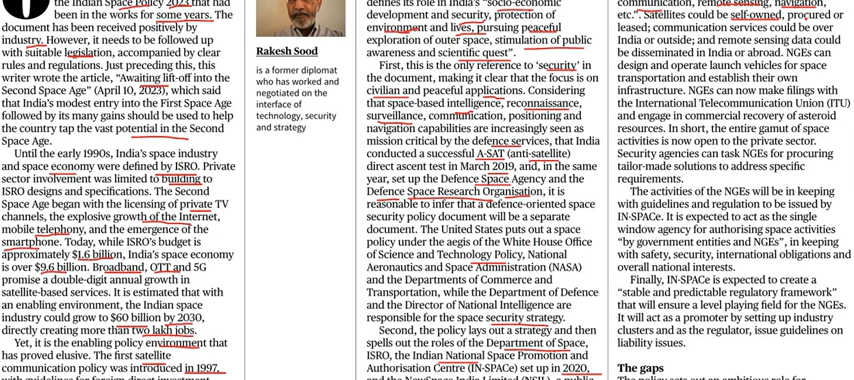 the Indian Space Policy 2023 that had
been in the works for some years. The
document has been received positively by
industry. However, it needs to be followed up
with suitable legislation, accompanied by clear
rules and regulations. Just preceding this, this
writer wrote the article, “Awaiting lift-off into the
Second Space Age” (April 10, 2023), which said
that India’s modest entry into the First Space Age
followed by its many gains should be used to help
the country tap the vast potential in the Second
Space Age.
Until the early 1990s, India’s space industry
and space economy were defined by ISRO. Private
sector involvement was limited to building to
ISRO designs and specifications. The Second
Space Age began with the licensing of private TV
channels, the explosive growth of the Internet,
mobile telephony, and the emergence of the
smartphone. Today, while ISRO’s budget is
approximately $1.6 billion, India’s space economy
is over $9.6 billion. Broadband, OTT and 5G
promise a double-digit annual growth in
satellite-based services. It is estimated that with
an enabling environment, the Indian space
industry could grow to $60 billion by 2030,
directly creating more than two lakh jobs.
Yet, it is the enabling policy environment that
has proved elusive. The first satellite
communication policy was introduced in 1997,
with guidelines for foreign direct investment
Rakesh Sood
is a former diplomat
who has worked and
negotiated on the
interface of
technology, security
and strategy
defines its role in India’s “socio-economic
development and security, protection of
environment and lives, pursuing peaceful
exploration of outer space, stimulation of public
awareness and scientific quest”.
First, this is the only reference to ‘security’ in
the document, making it clear that the focus is on
civilian and peaceful applications. Considering
that space-based intelligence, reconnaissance,
surveillance, communication, positioning and
navigation capabilities are increasingly seen as
mission critical by the defence services, that India
conducted a successful A-SAT (anti-satellite)
direct ascent test in March 2019, and, in the same
year, set up the Defence Space Agency and the
Defence Space Research Organisation, it is
reasonable to infer that a defence-oriented space
security policy document will be a separate
document. The United States puts out a space
policy under the aegis of the White House Office
of Science and Technology Policy, National
Aeronautics and Space Administration (NASA)
and the Departments of Commerce and
Transportation, while the Department of Defence
and the Director of National Intelligence are
responsible for the space security strategy.
Second, the policy lays out a strategy and then
spells out the roles of the Department of Space,
ISRO, the Indian National Space Promotion and
Authorisation Centre (IN-SPACe) set up in 2020,
and the NewSpace India Limited (NSIL), a public
communication, remote sensing, navigation,
etc.”. Satellites could be self-owned, procured or
leased; communication services could be over
India or outside; and remote sensing data could
be disseminated in India or abroad. NGEs can
design and operate launch vehicles for space
transportation and establish their own
infrastructure. NGEs can now make filings with
the International Telecommunication Union (ITU)
and engage in commercial recovery of asteroid
resources. In short, the entire gamut of space
activities is now open to the private sector.
Security agencies can task NGEs for procuring
tailor-made solutions to address specific
requirements.
The activities of the NGEs will be in keeping
with guidelines and regulation to be issued by
IN-SPACe. It is expected to act as the single
window agency for authorising space activities
“by government entities and NGEs”, in keeping
with safety, security, international obligations and
overall national interests.
Finally, IN-SPACe is expected to create a
“stable and predictable regulatory framework”
that will ensure a level playing field for the NGEs.
It will act as a promoter by setting up industry
clusters and as the regulator, issue guidelines on
liability issues.
The gaps